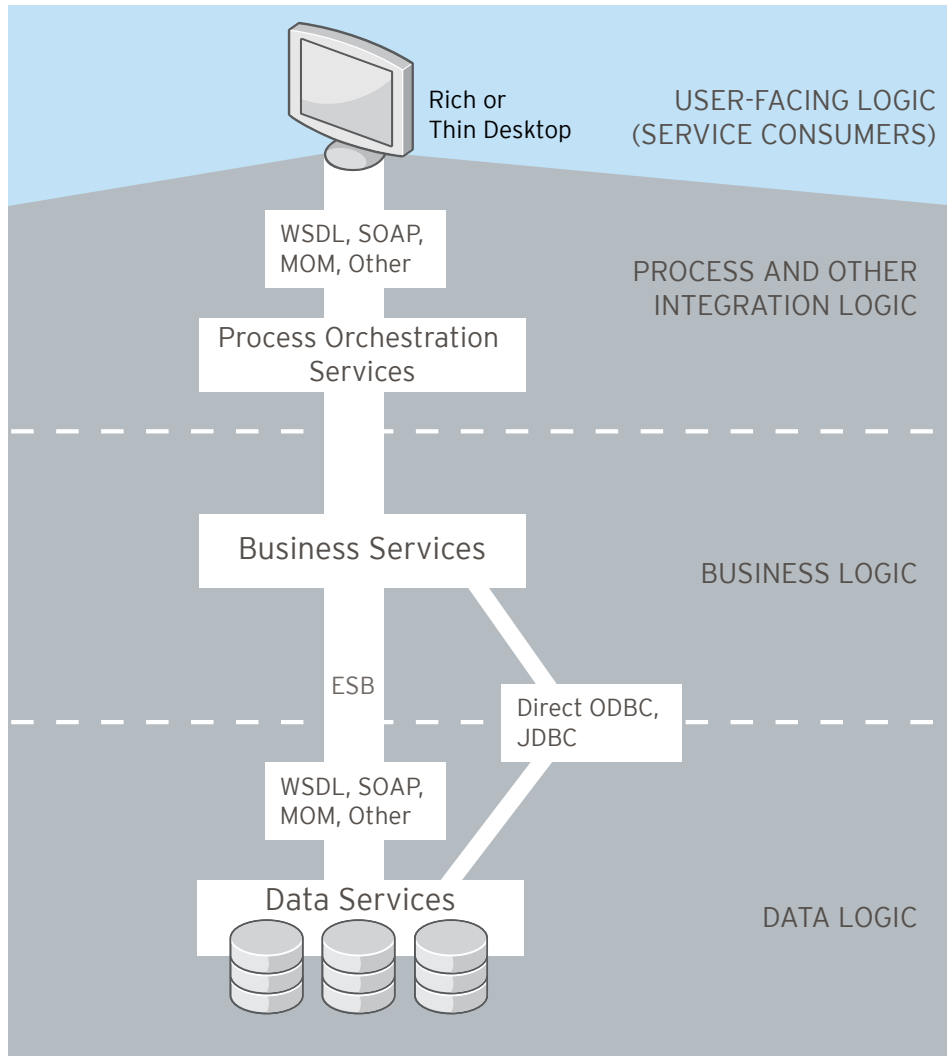 Rich or
Thin Desktop
USER-FACING LOGIC
(SERVICE CONSUMERS)
WSDL, SOAP,
MOM, Other
PROCESS AND OTHER
INTEGRATION LOGIC
Process Orchestration
Services
Business Services
BUSINESS LOGIC
ESB
Direct ODBC,
JDBC
WSDL, SOAP,
MOM, Other
Data Services
DATA LOGIC